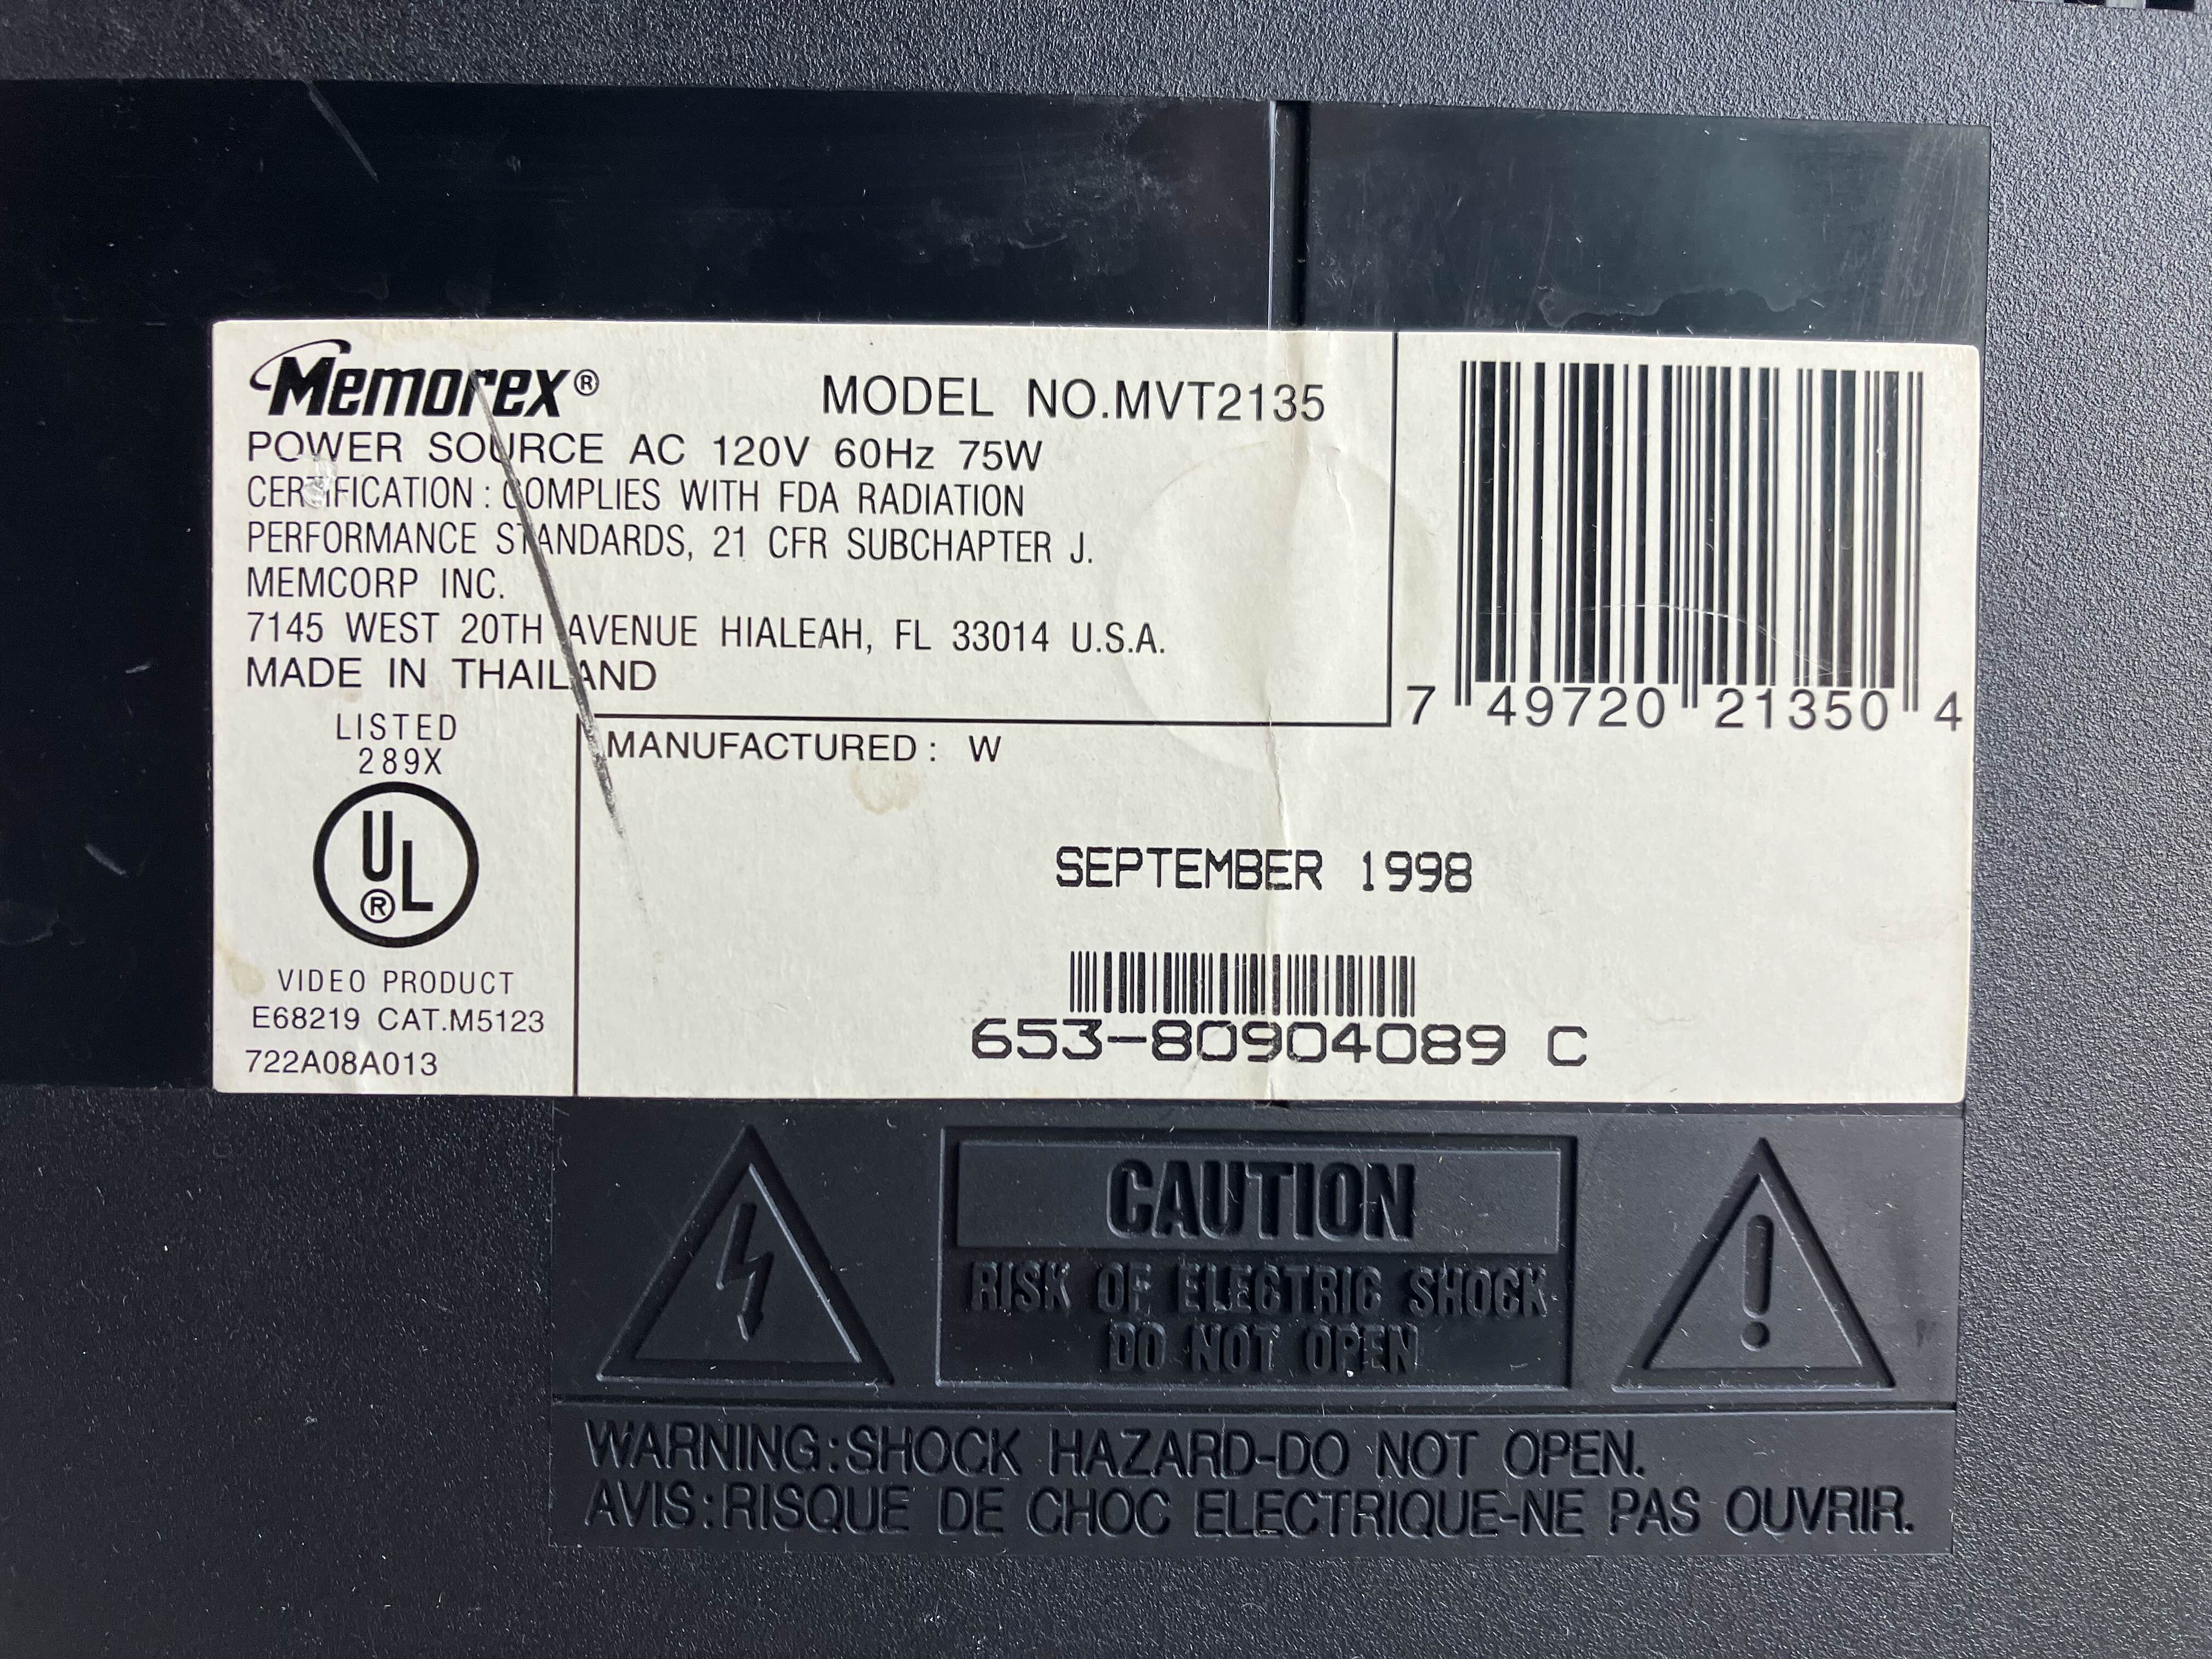 Memorex®
MODEL NO.MVT2135
POWER SOURCE AC 120V 60Hz 75W
CERTIFICATION : COMPLIES WITH FDA RADIATION
PERFORMANCE STANDARDS, 21 CFR SUBCHAPTER J.
MEMCORP INC.
7145 WEST 20TH AVENUE HIALEAH, FL 33014 U.S.A.
MADE IN THAILAND
7 49720 21350 4
LISTED
289X
UL
®
VIDEO PRODUCT
E68219 CAT.M5123
722A08A013
MANUFACTURED : W
SEPTEMBER 1998
653-80904089 C
CAUTION
RISK OF ELECTRIC SHOCK
DO NOT OPEN
WARNING:SHOCK HAZARD-DO NOT OPEN.
AVIS:RISQUE DE CHOC ELECTRIQUE-NE PAS OUVRIR.